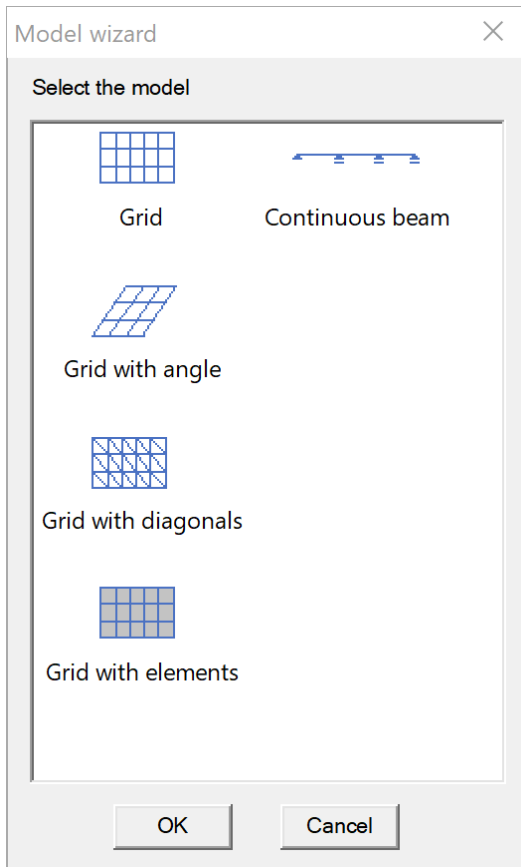 Model wizard
Select the model
Grid
Continuous beam
Grid with angle
Grid with diagonals
Grid with elements
OK
Cancel